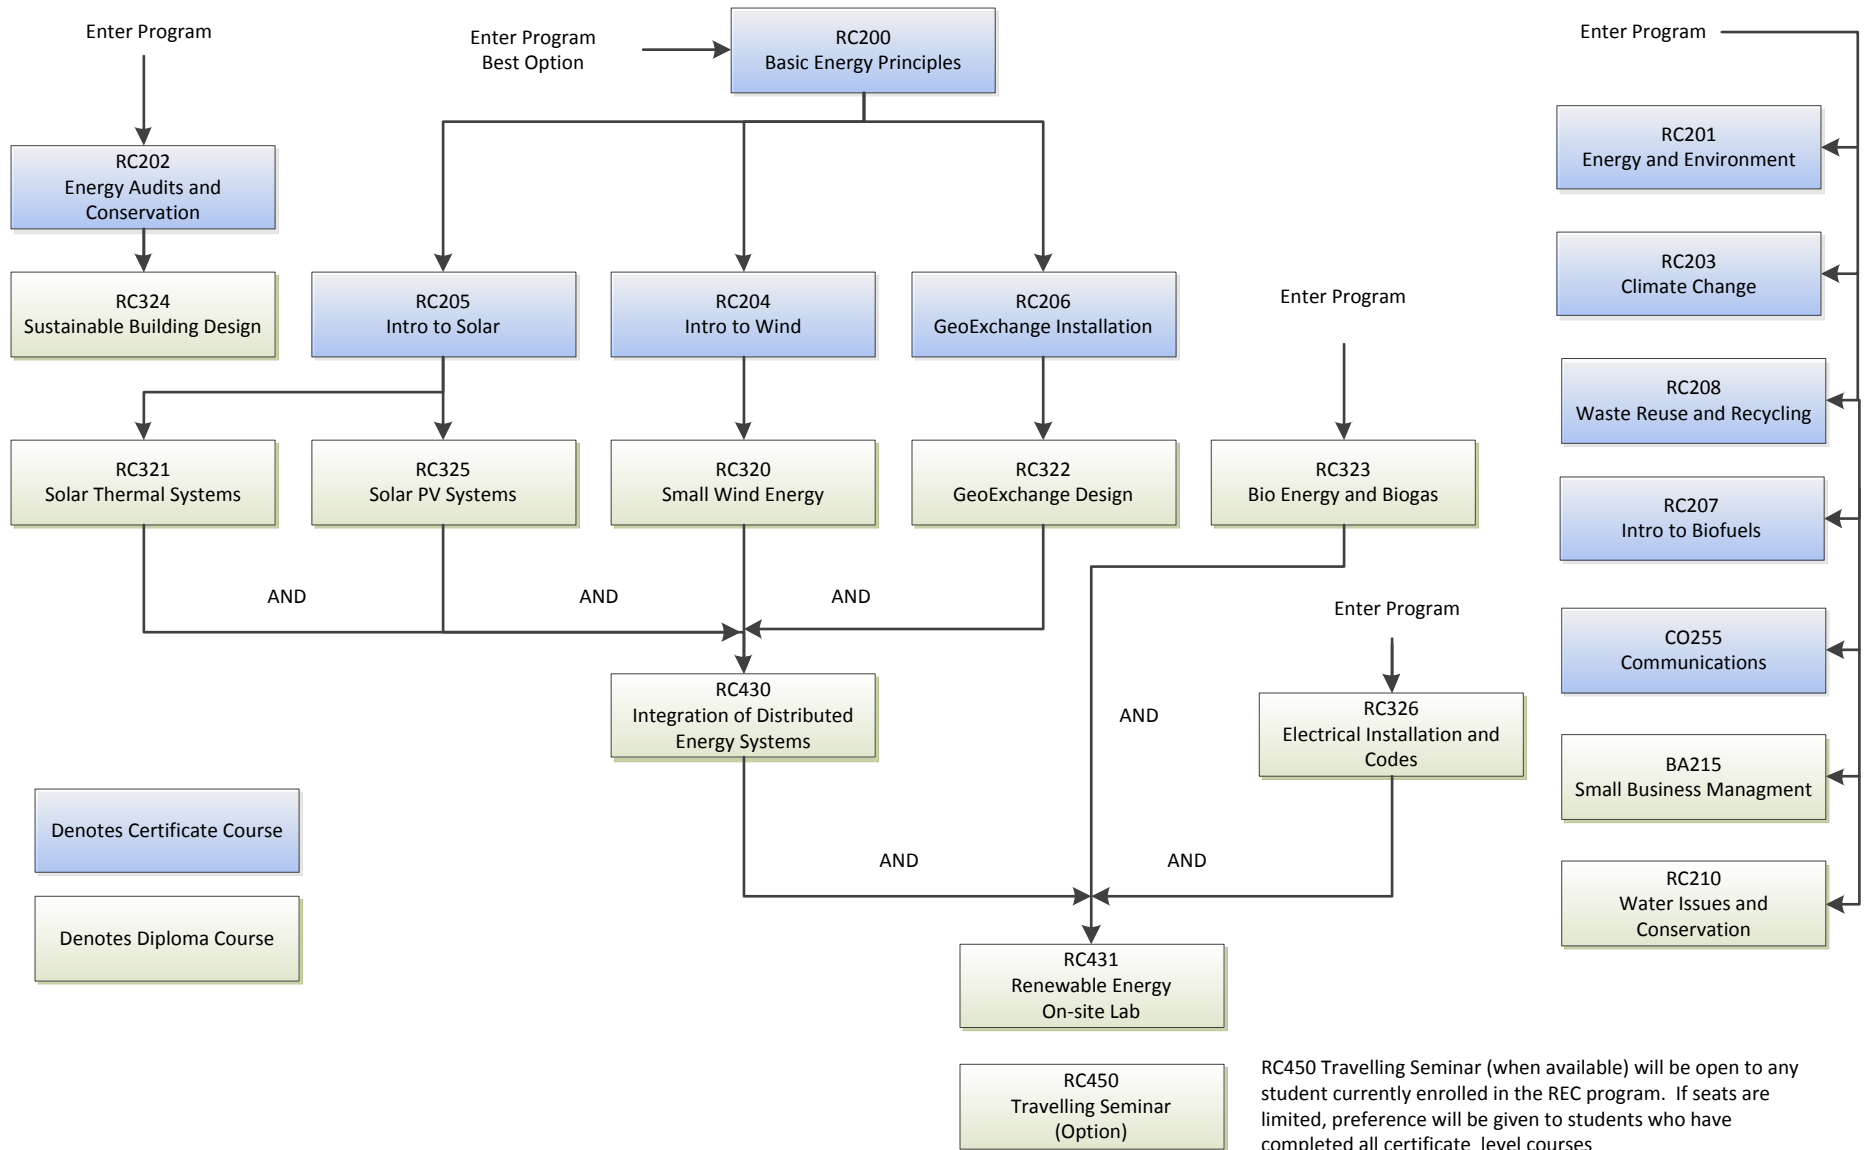 Enter Program
Enter Program
Best Option
RC200
Basic Energy Principles
Enter Program
RC202
Energy Audits and
Conservation
RC201
Energy and Environment
RC324
Sustainable Building Design
RC205
Intro to Solar
RC204
Intro to Wind
RC206
GeoExchange Installation
Enter Program
RC203
Climate Change
RC208
Waste Reuse and Recycling
RC321
Solar Thermal Systems
RC325
Solar PV Systems
RC320
Small Wind Energy
RC322
GeoExchange Design
RC323
Bio Energy and Biogas
RC207
Intro to Biofuels
AND
AND
AND
Enter Program
CO255
Communications
RC430
Integration of Distributed
Energy Systems
AND
RC326
Electrical Installation and
Codes
BA215
Small Business Managment
Denotes Certificate Course
AND
AND
RC210
Water Issues and
Conservation
Denotes Diploma Course
RC431
Renewable Energy
On-site Lab
RC450
Travelling Seminar
(Option)
RC450 Travelling Seminar (when available) will be open to any
student currently enrolled in the REC program.  If seats are
limited, preference will be given to students who have
completed all certificate  level courses